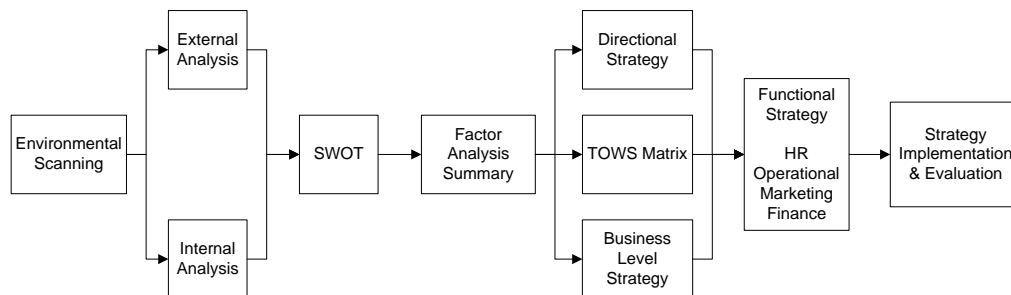 Environmental
Scanning
External
Analysis
Internal
Analysis
SWOT
Factor
Analysis
Summary
Directional
Strategy
TOWS Matrix
Business
Level
Strategy
Functional
Strategy
HR
Operational
Marketing
Finance
Strategy
Implementation
& Evaluation